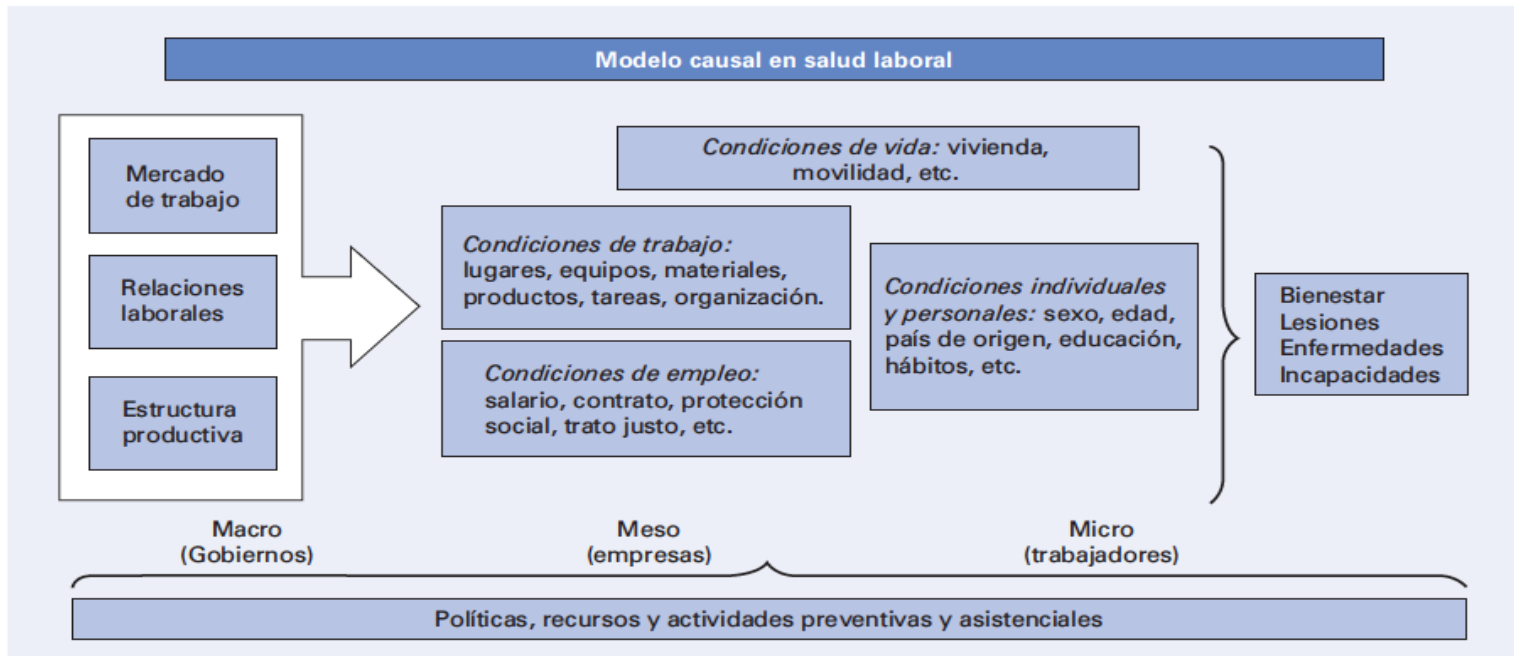 Modelo causal en salud laboral
Mercado
de trabajo
Relaciones
laborales
Estructura
productiva
Condiciones de vida: vivienda,
movilidad, etc.
Condiciones de trabajo:
lugares, equipos, materiales,
productos, tareas, organización.
Condiciones de empleo:
salario, contrato, protección
social, trato justo, etc.
Condiciones individuales
y personales: sexo, edad,
país de origen, educación,
hábitos, etc.
Bienestar
Lesiones
Enfermedades
Incapacidades
Macro
(Gobiernos)
Meso
(empresas)
Micro
(trabajadores)
Políticas, recursos y actividades preventivas y asistenciales